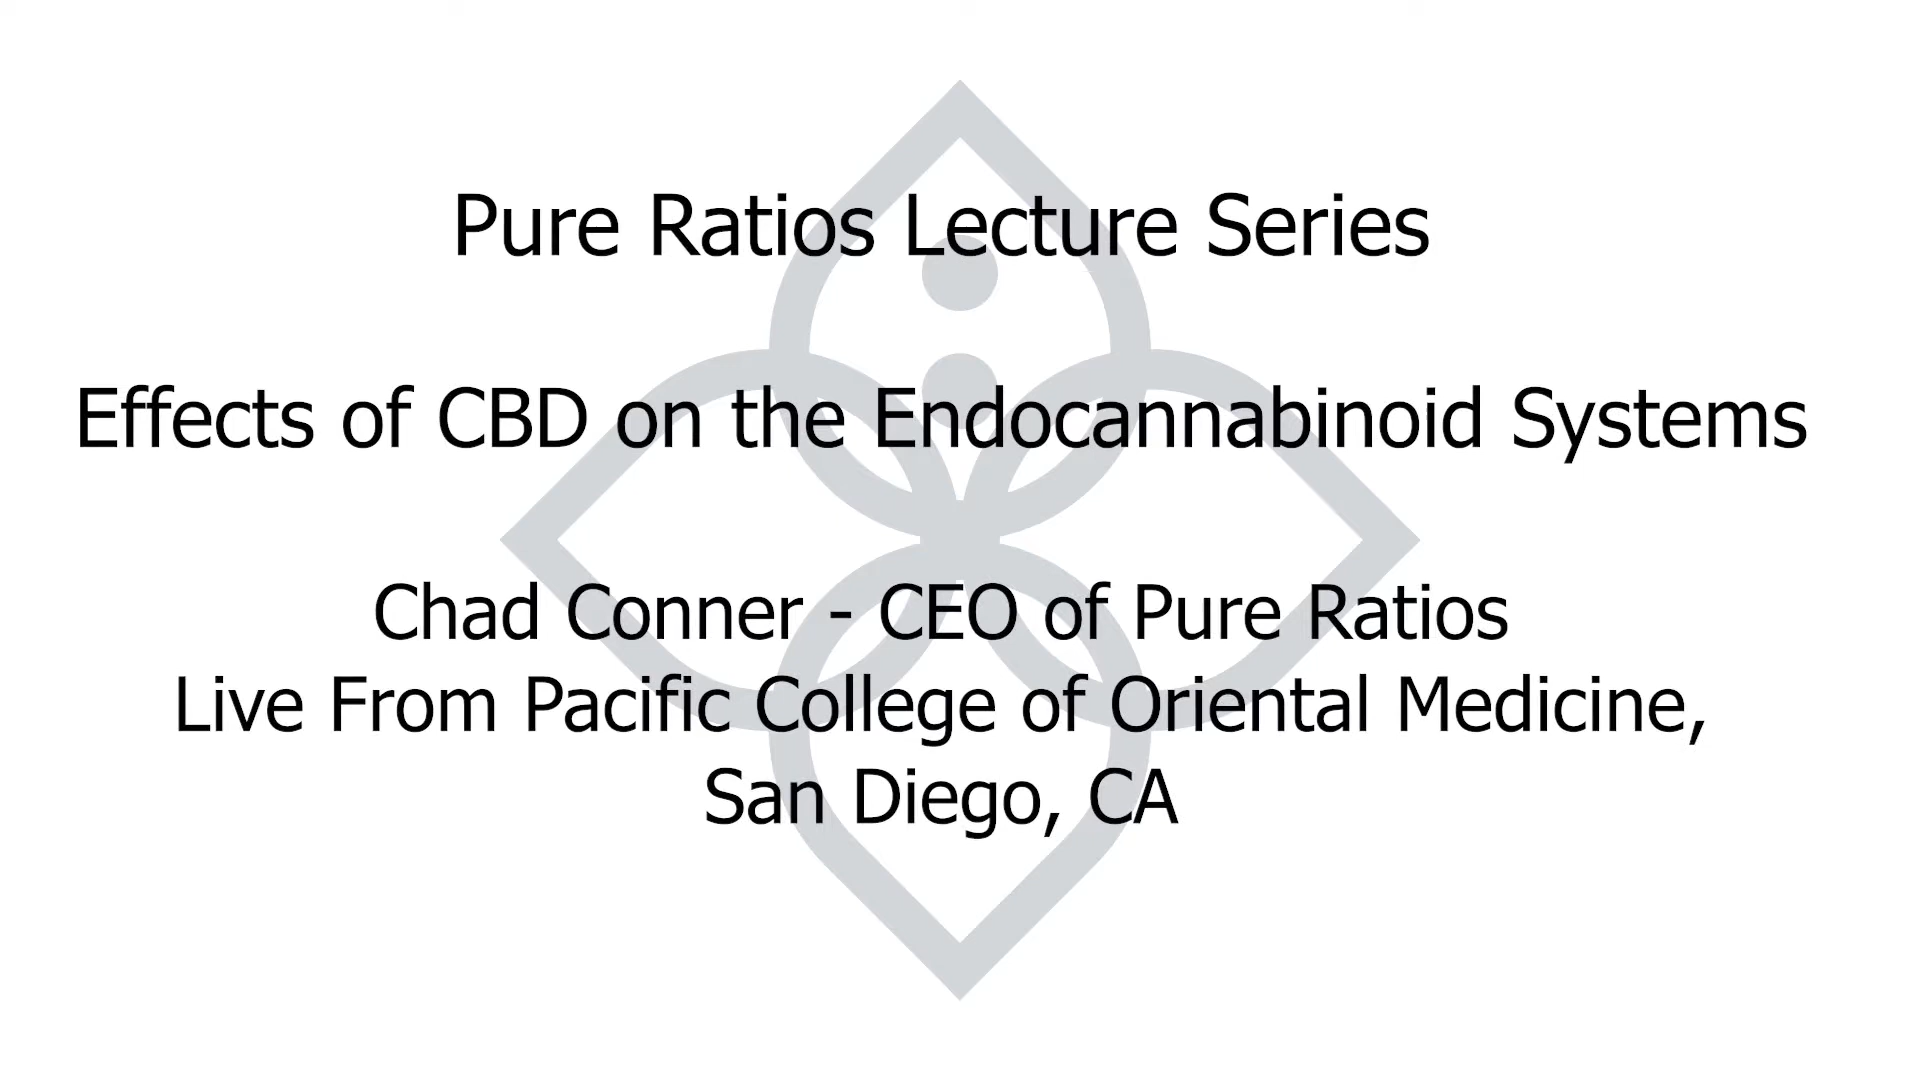 Pure Ratios Lecture Series
Effects of CBD on the Endocannabinoid Systems
Chad Conner - CEO of Pure Ratios
Live From Pacific College of Oriental Medicine,
San Diego, CA